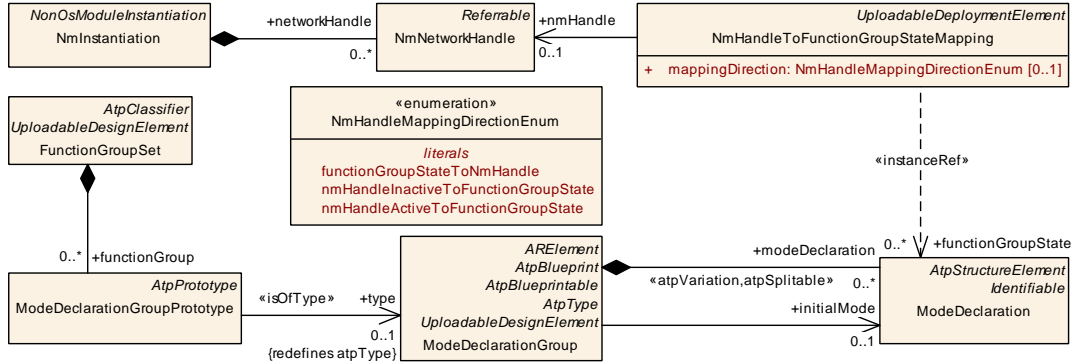 NonOsModuleInstantiation
NmInstantiation
+networkHandle
0..*
Referrable
NmNetworkHandle
+nmHandle
0..1
UploadableDeploymentElement
NmHandleToFunctionGroupStateMapping
+ mappingDirection: NmHandleMappingDirectionEnum [0..1]
AtpClassifier
UploadableDesignElement
FunctionGroupSet
«enumeration»
NmHandleMappingDirectionEnum
literals
functionGroupStateToNmHandle
nmHandleInactiveToFunctionGroupState
nmHandleActiveToFunctionGroupState
«instanceRef»
0..* +functionGroup
0..* +functionGroupState
AtpPrototype
ModeDeclarationGroupPrototype
«isOfType»
+type
0..1
{redefines atpType}
ARElement
AtpBlueprint
AtpBlueprintable
AtpType
UploadableDesignElement
ModeDeclarationGroup
+modeDeclaration
«atpVariation,atpSplitable»
0..*
+initialMode
0..1
AtpStructureElement
Identifiable
ModeDeclaration